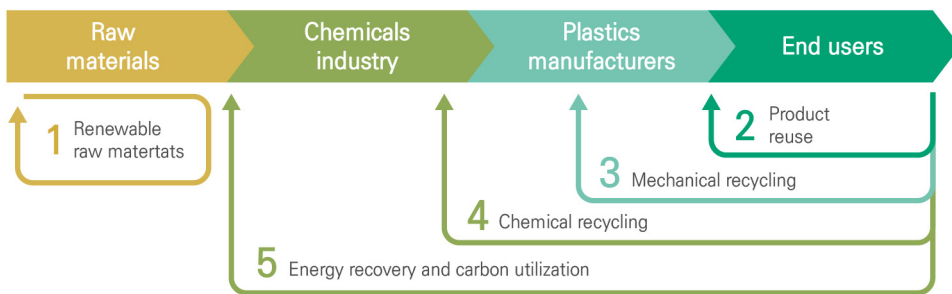 Raw
materials
Chemicals
industry
Plastics
manufacturers
End users
1 Renewable
raw matertats
2 Product
reuse
3 Mechanical recycling
4 Chemical recycling
5 Energy recovery and carbon utilization